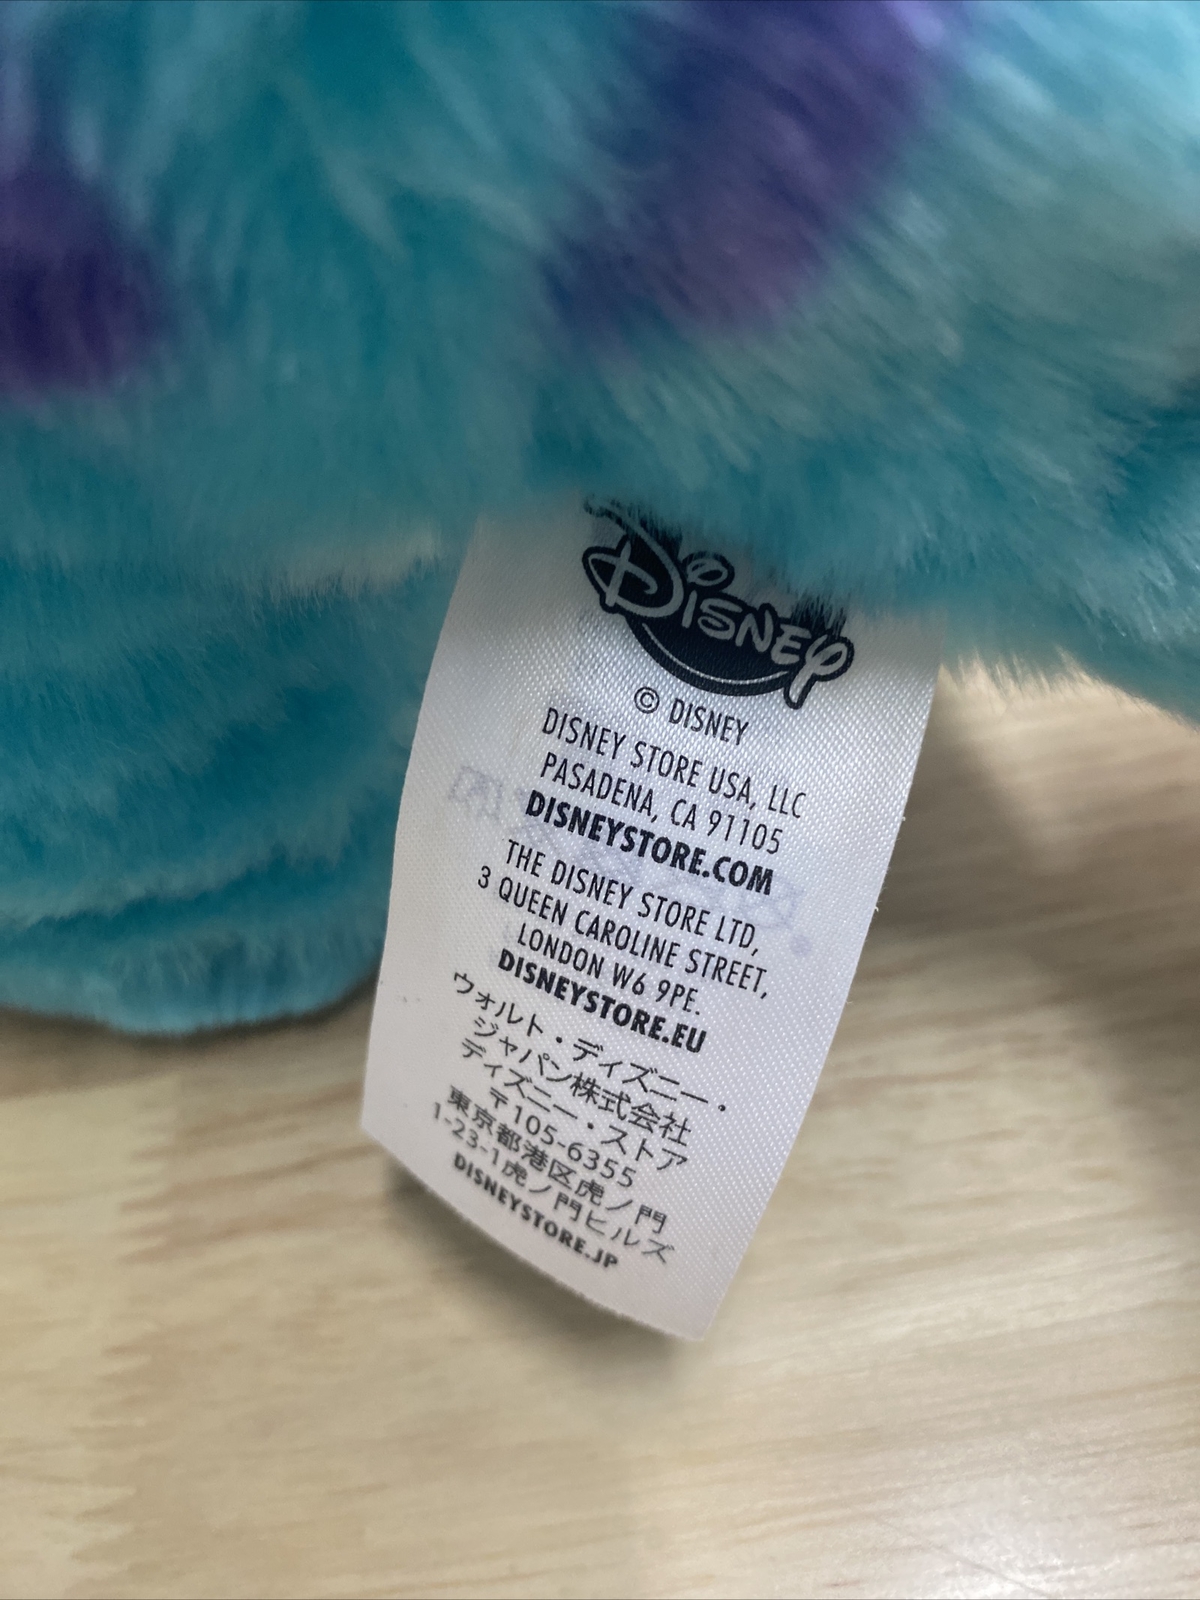 Disney
© DISNEY
DISNEY STORE USA, LLC
PASADENA, CA 91105
DISNEYSTORE.COM
THE DISNEY STORE LTD,
3 QUEEN CAROLINE STREET,
LONDON W6 9PE.
DISNEYSTORE.EU
ウォルト・ディズニー・
ジャパン株式会社
ディズニー・ストア
〒105-6355
東京都港区虎ノ門
1-23-1虎ノ門ヒルズ
DISNEYSTORE.JP